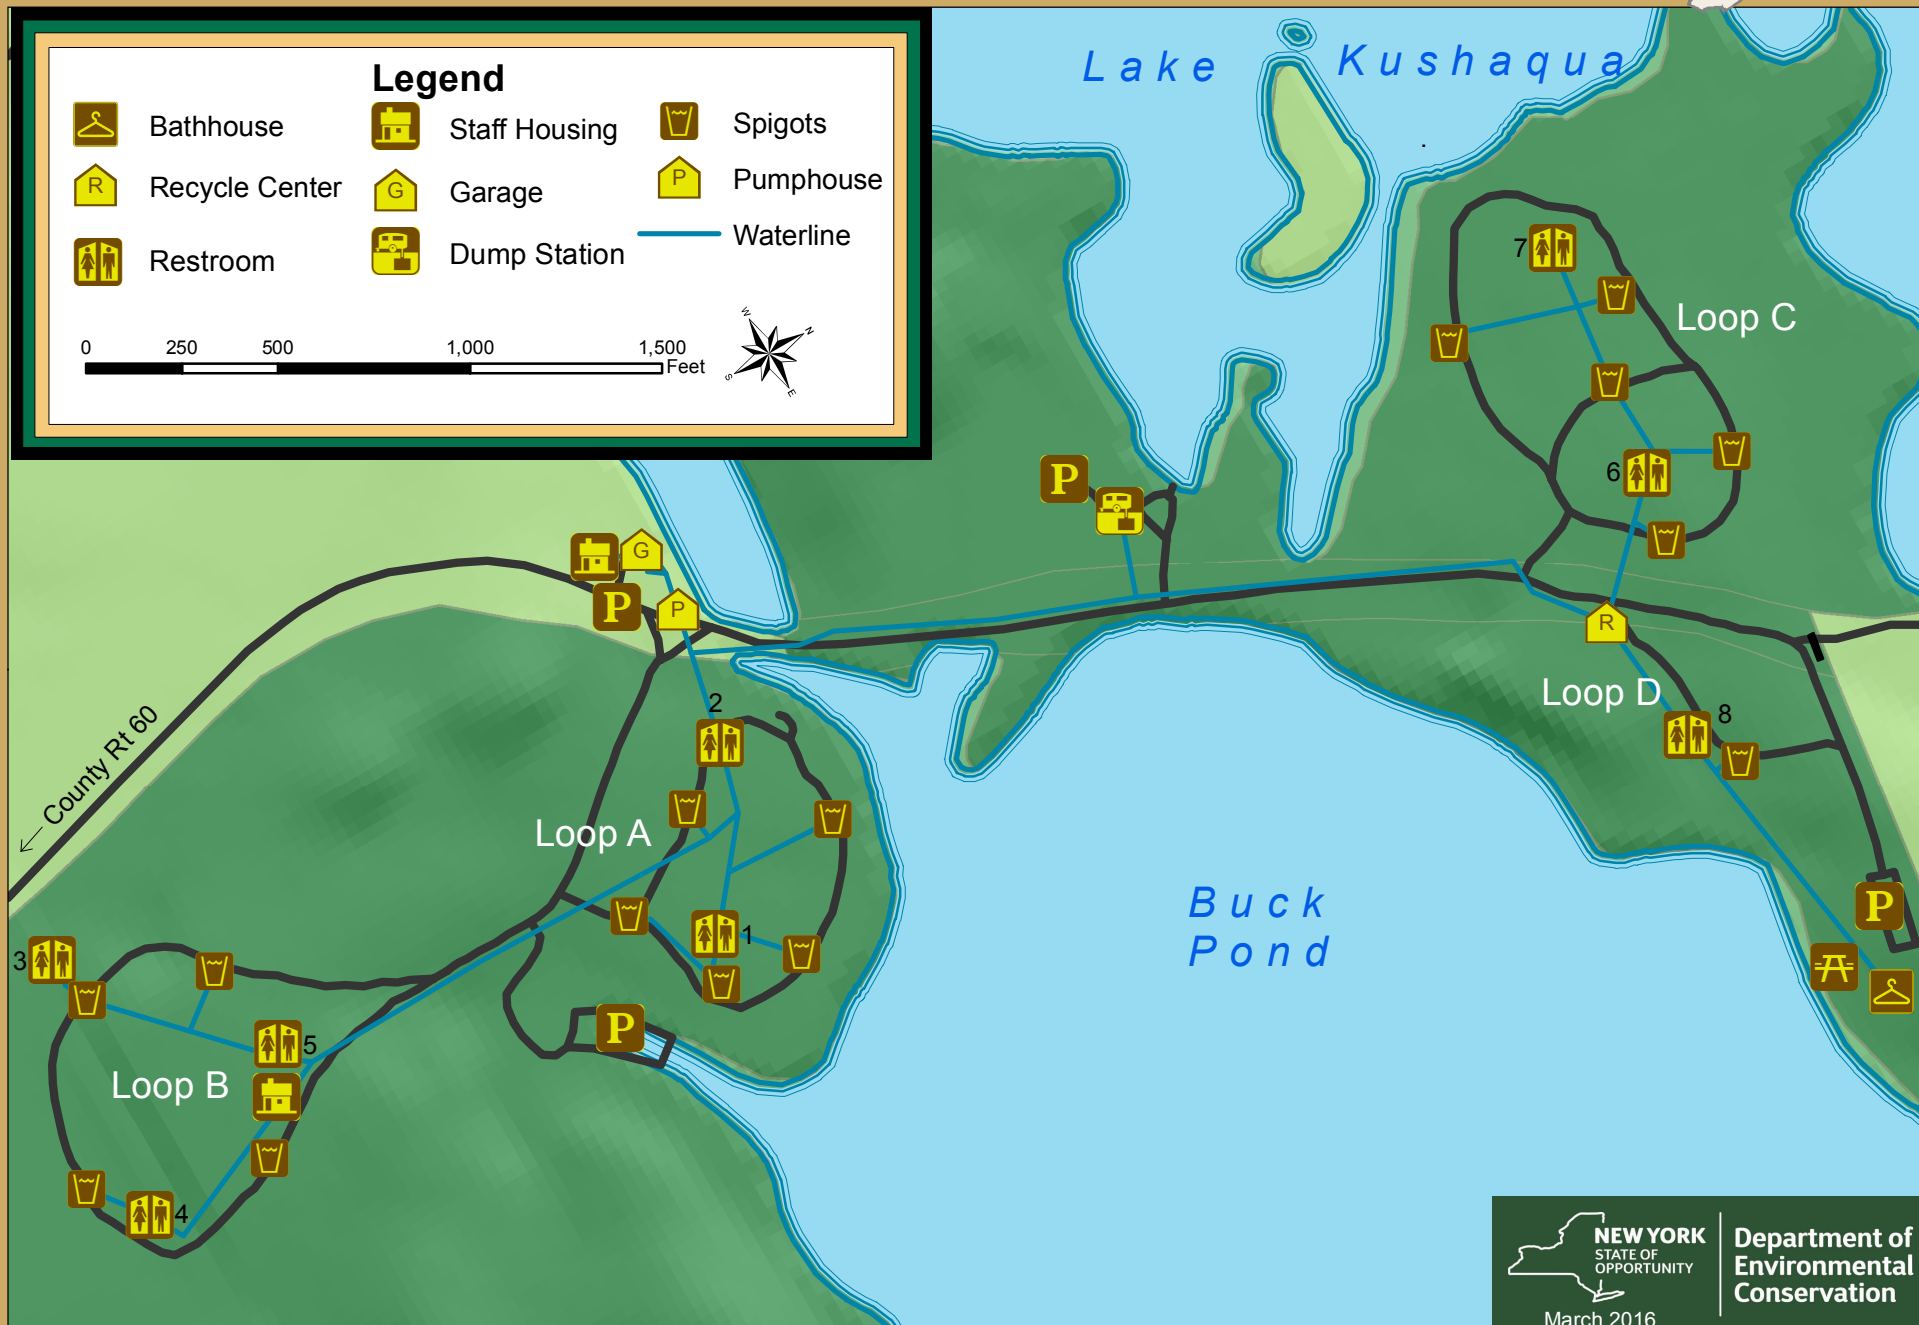 Legend
Bathhouse
Staff Housing
Spigots
R
Recycle Center
G
Garage
P
Pumphouse
Restroom
Dump Station
Waterline
0 250 500 1,000 1,500
Feet
W
N
S
E
Lake Kushaqua
7
Loop C
6
P
G
P
P
R
County Rt 60
2
Loop D
8
Loop A
1
Buck
Pond
P
3
5
P
Loop B
4
NEW YORK
STATE OF
OPPORTUNITY
Department of
Environmental
Conservation
March 2016